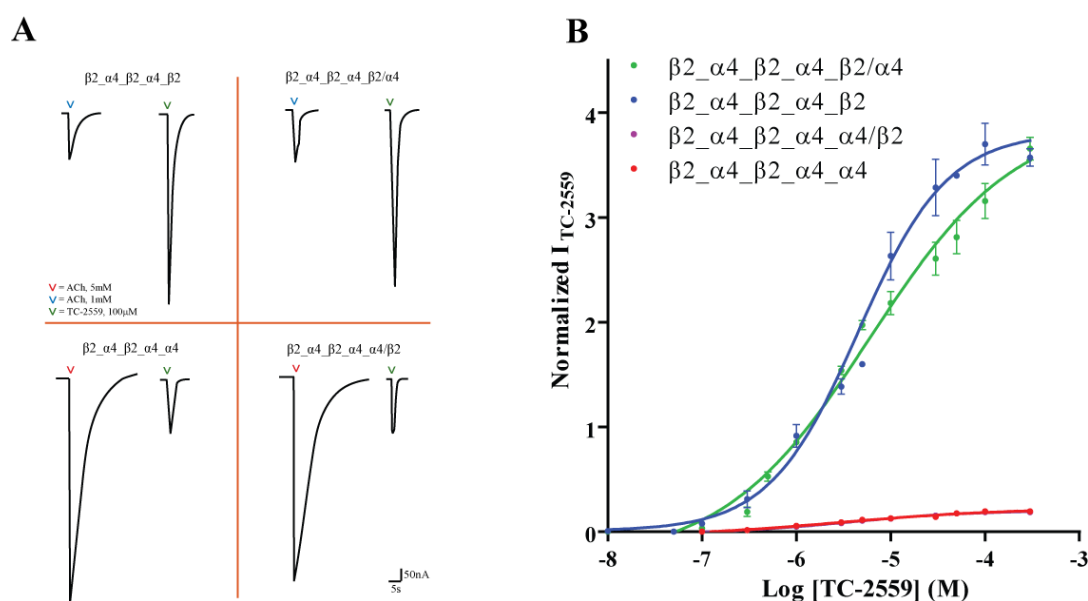 A
β2_α4_β2_α4_β2
β2_α4_β2_α4_β2/α4
V
V
V
V
V = ACh, 5mM
V = ACh, 1mM
V = TC-2559, 100μM
β2_α4_β2_α4_α4
β2_α4_β2_α4_α4/β2
V
V
V
V
50nA
5s
B
β2_α4_β2_α4_β2/α4
β2_α4_β2_α4_β2
β2_α4_β2_α4_α4/β2
β2_α4_β2_α4_α4
Normalized I TC-2559
4
3
2
1
0
-8
-7
-6
-5
-4
-3
Log [TC-2559] (M)